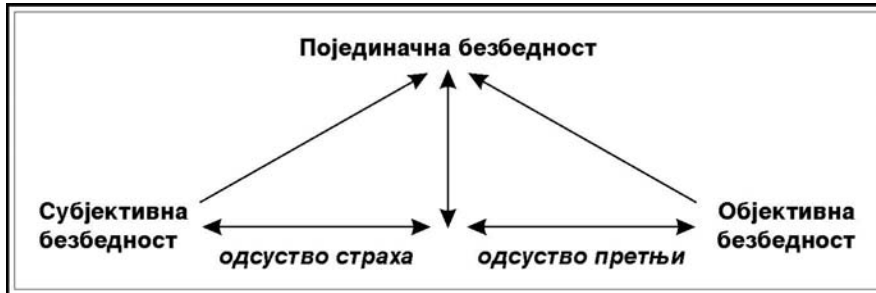 Појединачна безбедност
Субјективна
безбедност
Објективна
безбедност
одсуство страха
одсуство претњи